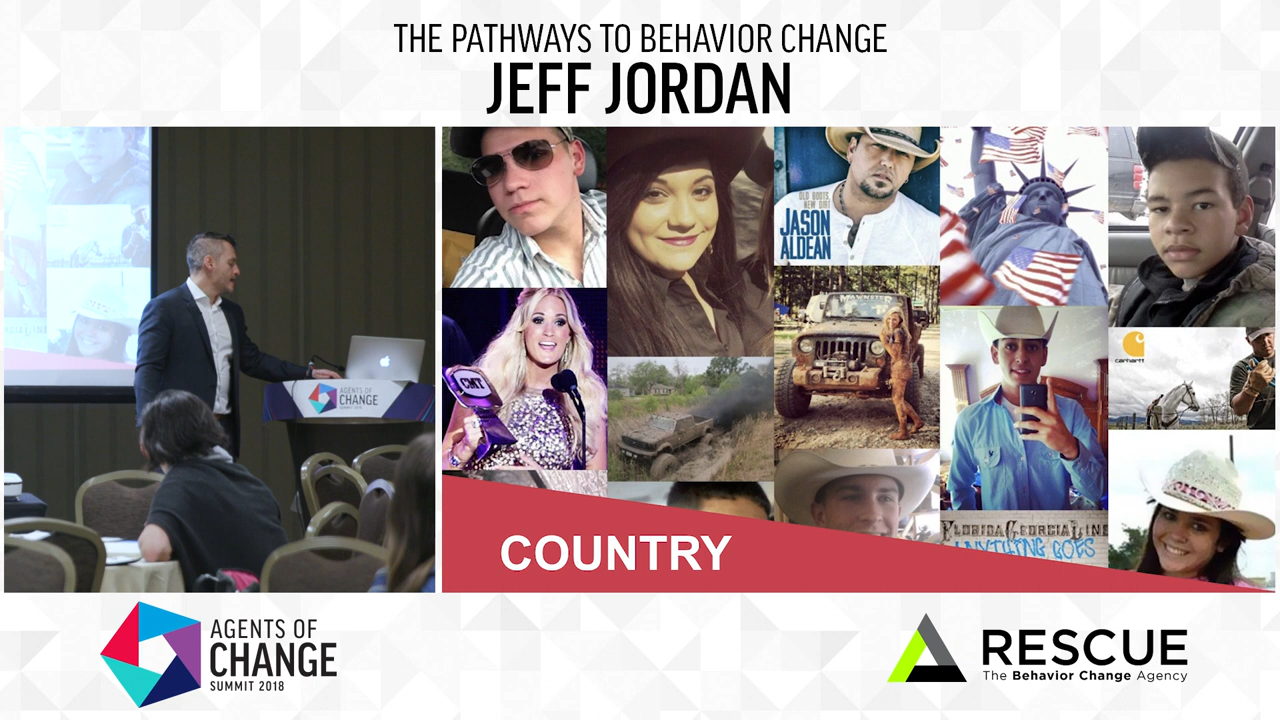 THE PATHWAYS TO BEHAVIOR CHANGE
JEFF JORDAN
OLD BOOTS,
NEW DIRT
JASON
ALDEAN
CMT
carhartt
AGENTS OF
CHANGE
SUMMIT 2018
FLORIDA GEORGIA LINE
ANYTHING GOES
COUNTRY
AGENTS OF
CHANGE
SUMMIT 2018
RESCUE
The Behavior Change Agency